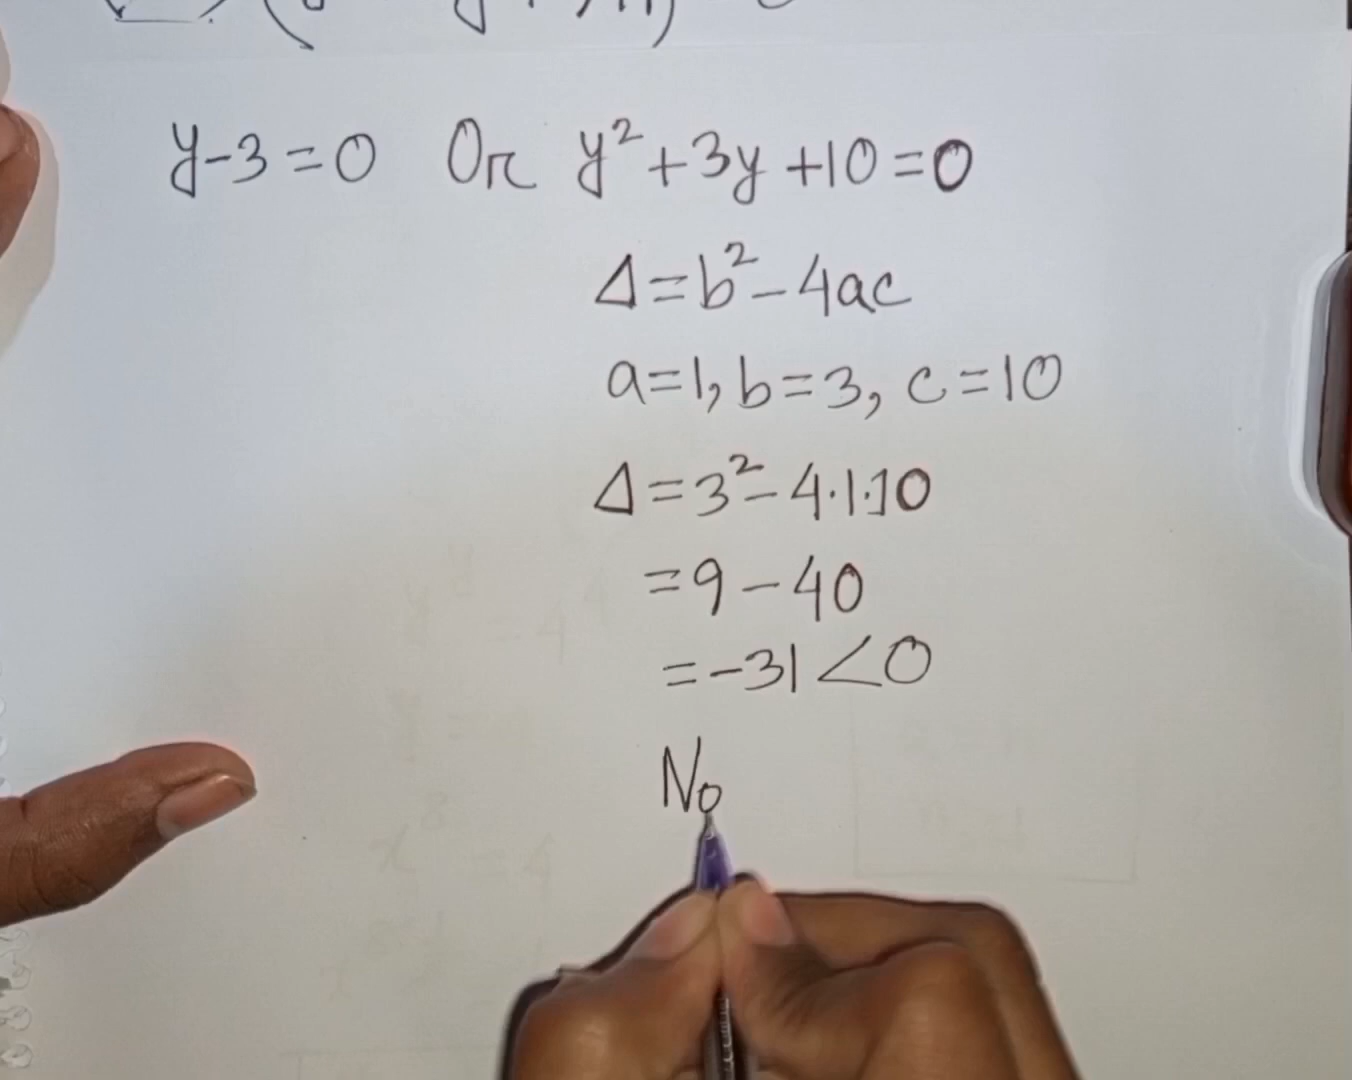 y-3=0 Or y²+3y+10=0
Δ=b²-4ac
a=1, b=3, c=10
Δ=3²-4·1·10
=9-40
=-31<0
No